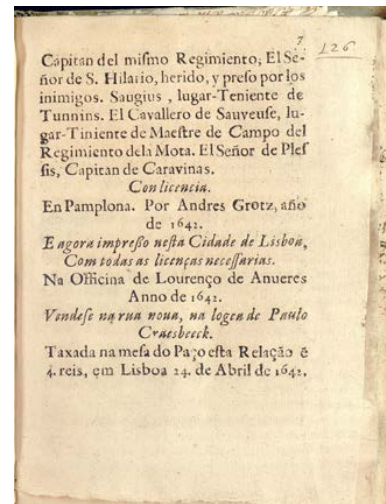 7
126
Capitan del miſmo Regimiento; El Se-
ñor de S. Hilario, herido, y preſo por los
inimigos. Saugius , lugar-Teniente de
Tunnins. El Cavallero de Sauveuſe, lu-
gar-Tiniente de Maeſtre de Campo del
Regimiento dela Mota. El Señor de Pleſ
ſis, Capitan de Caravinas.
Con licencia.
En Pamplona. Por Andres Grotz, año
de 1642.
E agora impreſſo neſta Cidade de Lisboa,
Com todas as licenças neceſſarias.
Na Officina de Lourenço de Anueres
Anno de 1642.
Vendeſe na rua noua, na logea de Paulo
Craesbeeck.
Taxada na meſa do Paço eſta Relação ẽ
4. reis, em Lisboa 24. de Abril de 1642.